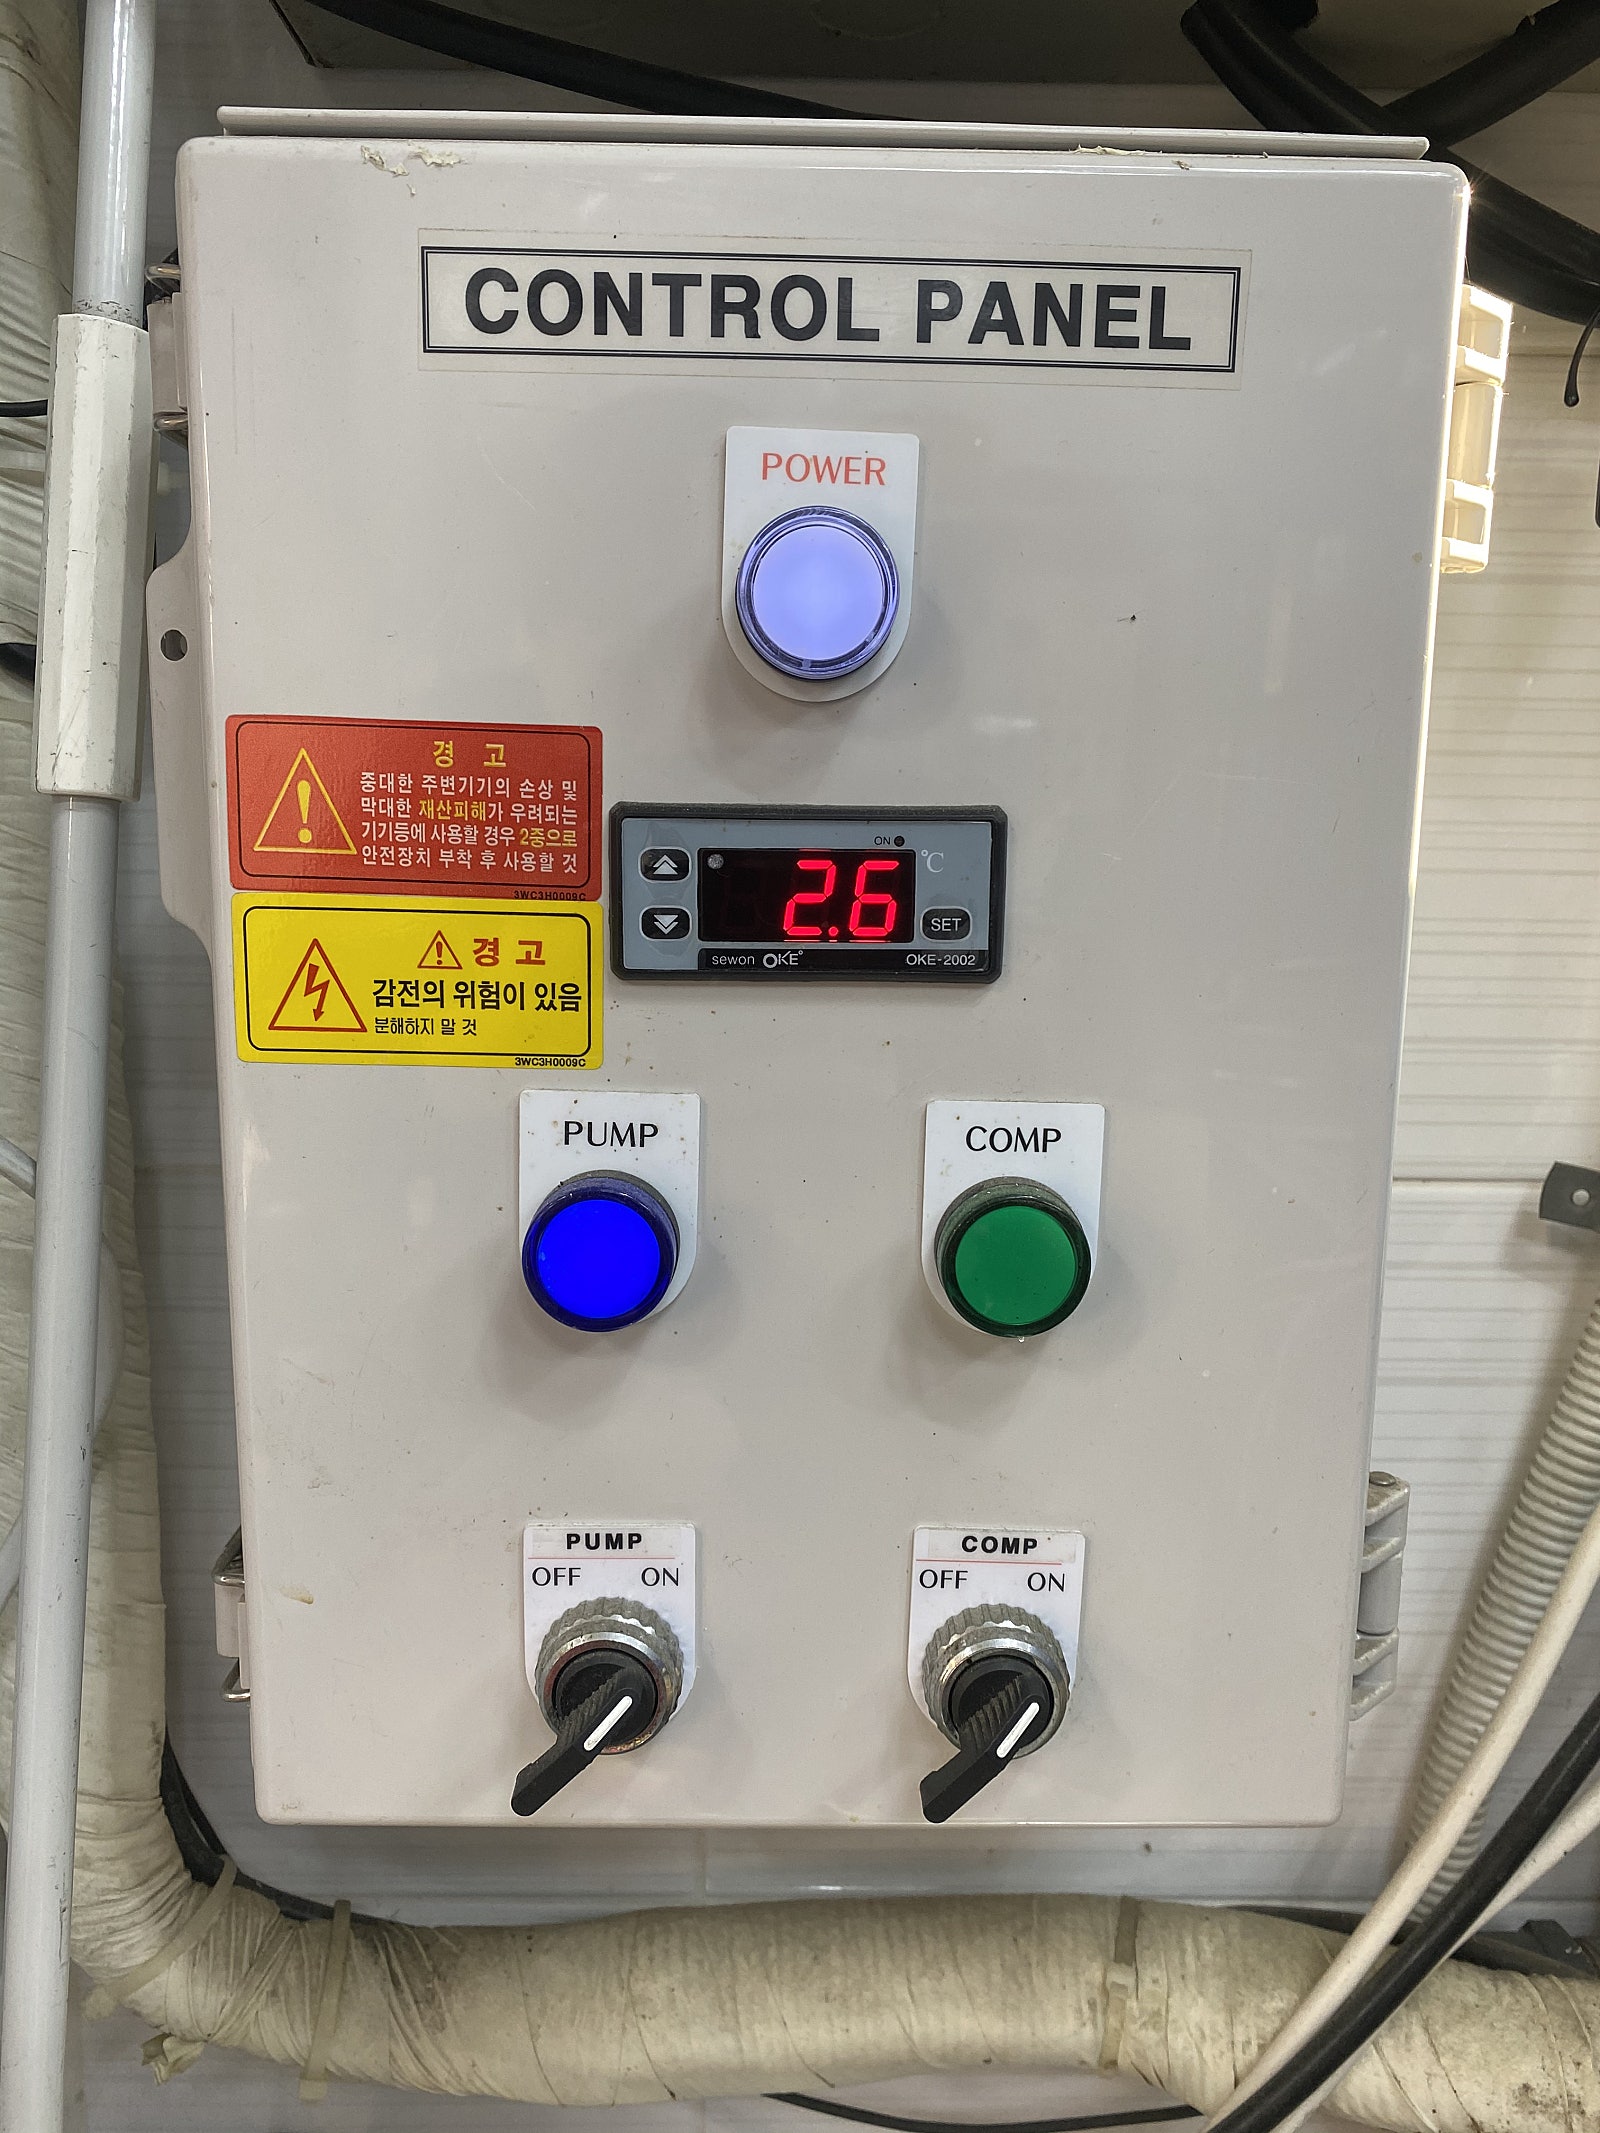 CONTROL PANEL
POWER
경 고
중대한 주변기기의 손상 및
막대한 재산피해가 우려되는
기기등에 사용할 경우 2중으로
안전장치 부착 후 사용할 것
3WC3H0009C
경 고
감전의 위험이 있음
분해하지 말 것
3WC3H0009C
ON
2.6
℃
SET
sewon OKE
OKE-2002
PUMP
COMP
PUMP
OFF ON
COMP
OFF ON